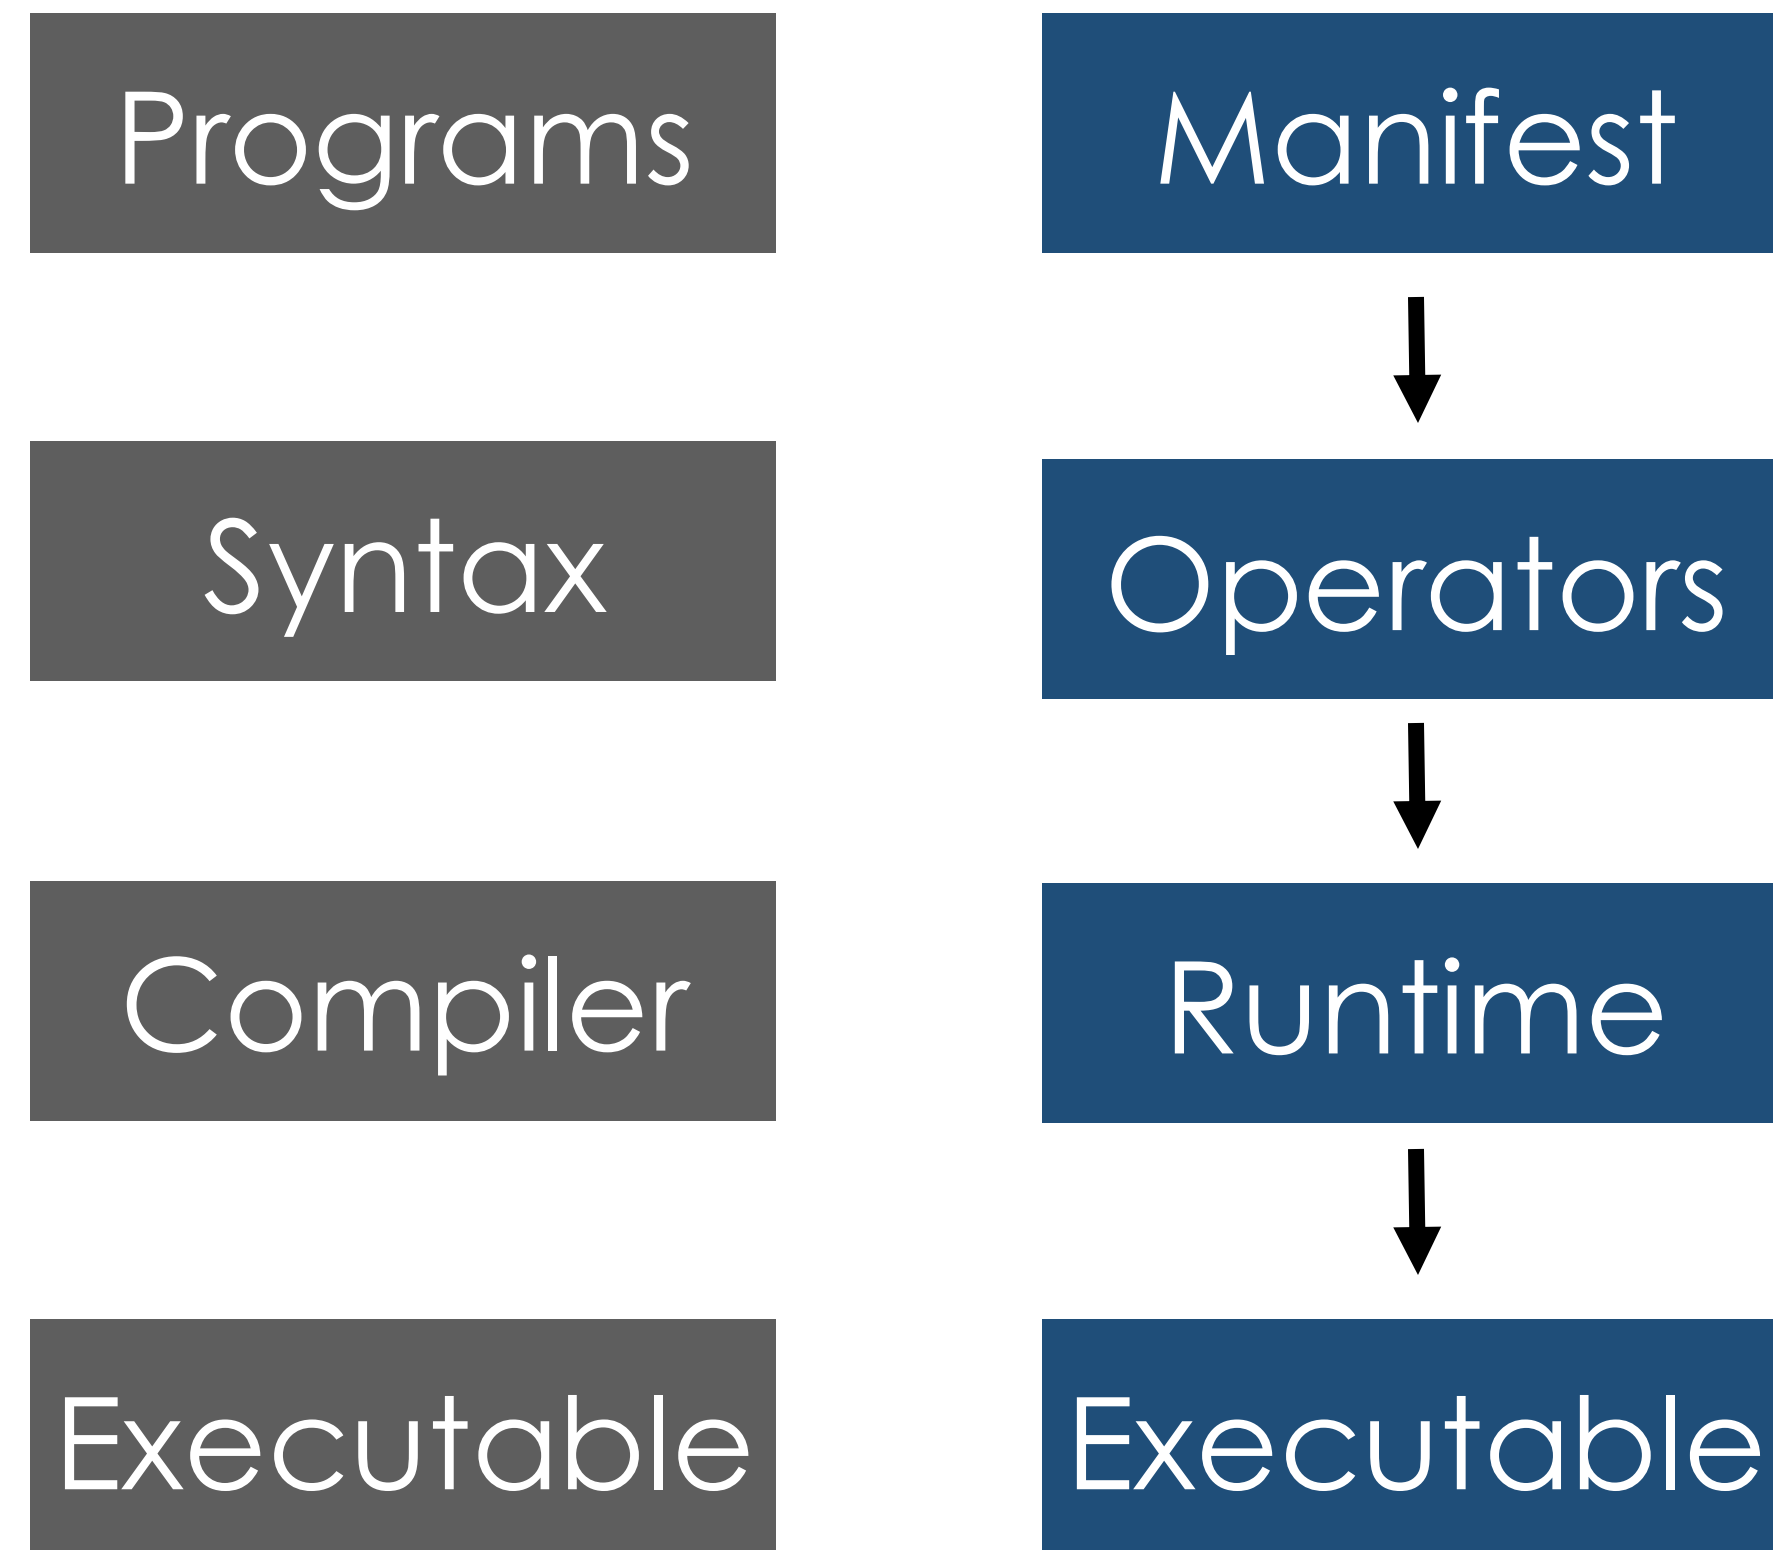 Programs
Manifest
Syntax
Operators
Compiler
Runtime
Executable
Executable